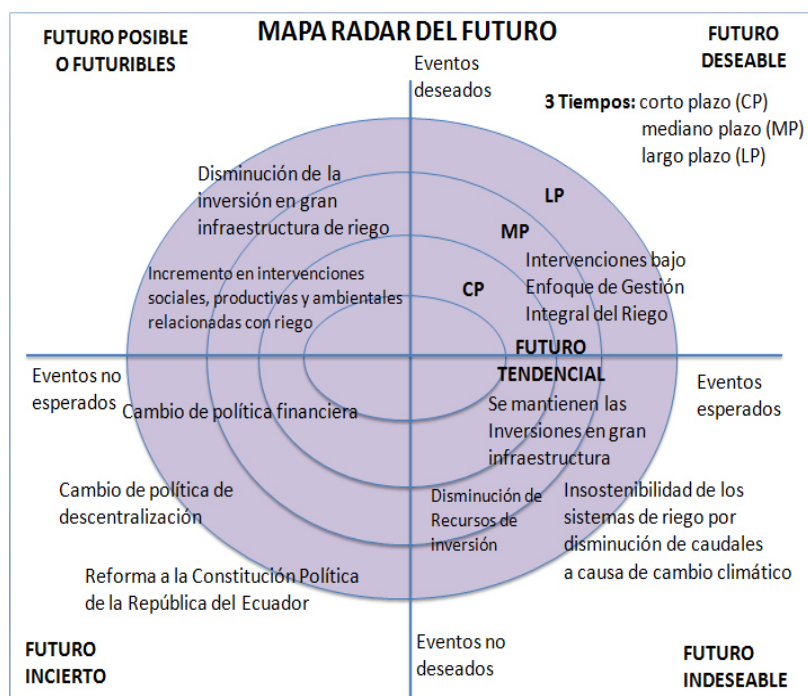 MAPA RADAR DEL FUTURO
FUTURO POSIBLE
O FUTURIBLES
Eventos
deseados
FUTURO
DESEABLE
3 Tiempos: corto plazo (CP)
mediano plazo (MP)
largo plazo (LP)
Disminución de la
inversión en gran
infraestructura de riego
Incremento en intervenciones
sociales, productivas y ambientales
relacionadas con riego
LP
MP
CP
Intervenciones bajo
Enfoque de Gestión
Integral del Riego
Eventos no
esperados
FUTURO
TENDENCIAL
Eventos
esperados
Cambio de política financiera
Se mantienen las
Inversiones en gran
infraestructura
Cambio de política de
descentralización
Disminución de
Recursos de
inversión
Insostenibilidad de los
sistemas de riego por
disminución de caudales
a causa de cambio climático
Reforma a la Constitución Política
de la República del Ecuador
FUTURO
INCIERTO
Eventos no
deseados
FUTURO
INDESEABLE